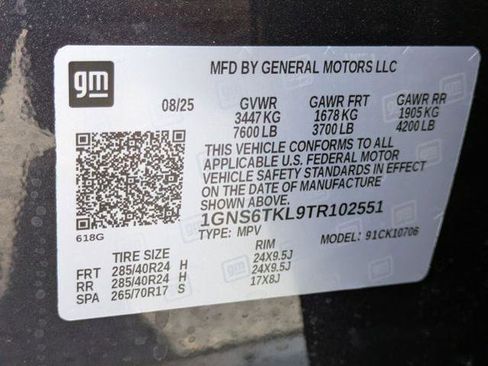 gm
MFD BY GENERAL MOTORS LLC
08/25 GVWR GAWR FRT GAWR RR
3447 KG 1678 KG 1905 KG
7600 LB 3700 LB 4200 LB
THIS VEHICLE CONFORMS TO ALL
APPLICABLE U.S. FEDERAL MOTOR
VEHICLE SAFETY STANDARDS IN EFFECT
ON THE DATE OF MANUFACTURE
SHOWN ABOVE.
1GNS6TKL9TR102551
618G TYPE: MPV MODEL: 91CK10706
TIRE SIZE RIM
FRT 285/40R24 H 24X9.5J
RR 285/40R24 H 24X9.5J
SPA 265/70R17 S 17X8J